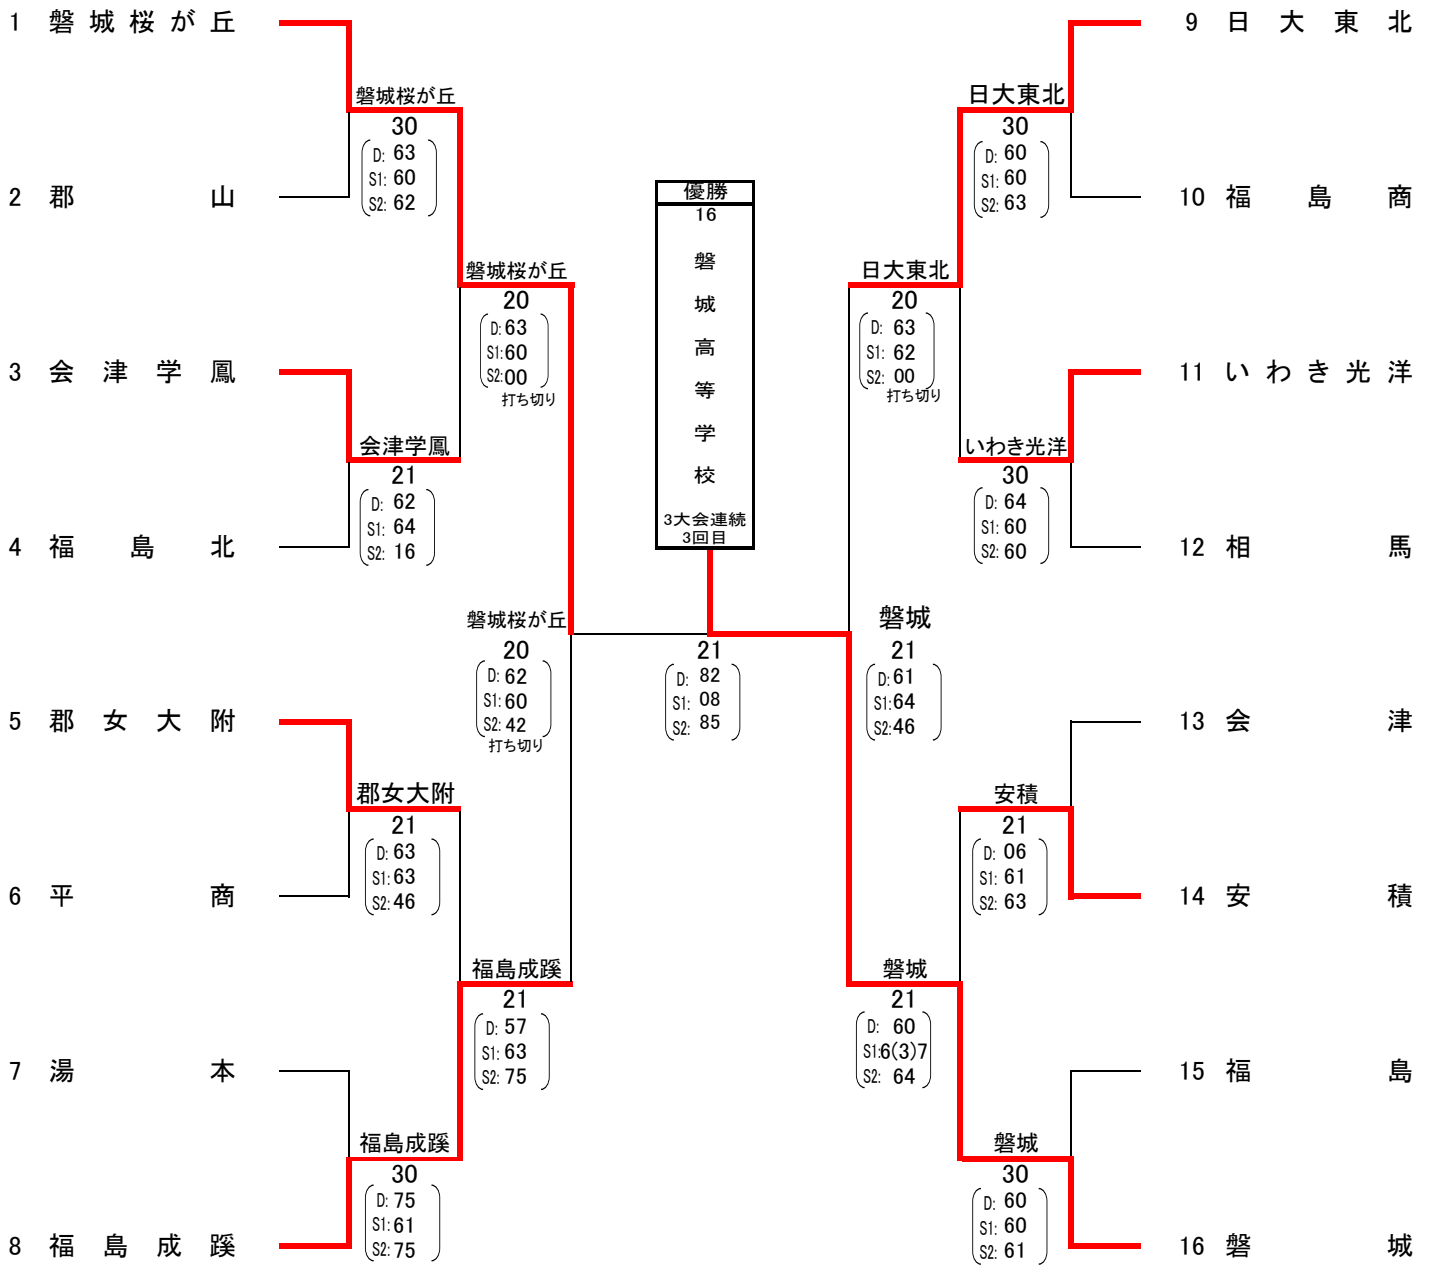 1 磐城桜が丘
2 郡山
3 会津学鳳
4 福島北
5 郡女大附
6 平商
7 湯本
8 福島成蹊
磐城桜が丘
30
D: 63
S1: 60
S2: 62
会津学鳳
21
D: 62
S1: 64
S2: 16
郡女大附
21
D: 63
S1: 63
S2: 46
福島成蹊
30
D: 75
S1: 61
S2: 75
磐城桜が丘
20
D: 63
S1: 60
S2: 00
打ち切り
福島成蹊
21
D: 57
S1: 63
S2: 75
磐城桜が丘
20
D: 62
S1: 60
S2: 42
打ち切り
優勝
16
磐城高等学校
3大会連続
3回目
21
D: 82
S1: 08
S2: 85
磐城
21
D: 61
S1: 64
S2: 46
日大東北
20
D: 63
S1: 62
S2: 00
打ち切り
磐城
21
D: 60
S1: 6(3)7
S2: 64
日大東北
30
D: 60
S1: 60
S2: 63
いわき光洋
30
D: 64
S1: 60
S2: 60
安積
21
D: 06
S1: 61
S2: 63
磐城
30
D: 60
S1: 60
S2: 61
9 日大東北
10 福島商
11 いわき光洋
12 相馬
13 会津
14 安積
15 福島
16 磐城